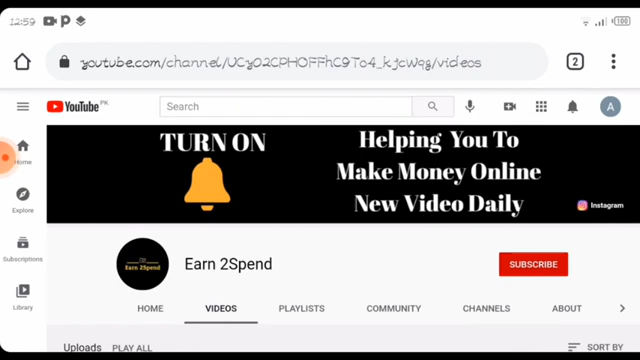 12:59
100
youtube.com/channel/UCy02CPHOFFhC9To4_kjcWqg/videos
2
YouTube PK
Search
A
TURN ON
Helping You To
Make Money Online
New Video Daily
Instagram
Home
Explore
Subscriptions
Library
Earn 2Spend
Earn 2Spend
SUBSCRIBE
HOME VIDEOS PLAYLISTS COMMUNITY CHANNELS ABOUT
Uploads PLAY ALL SORT BY